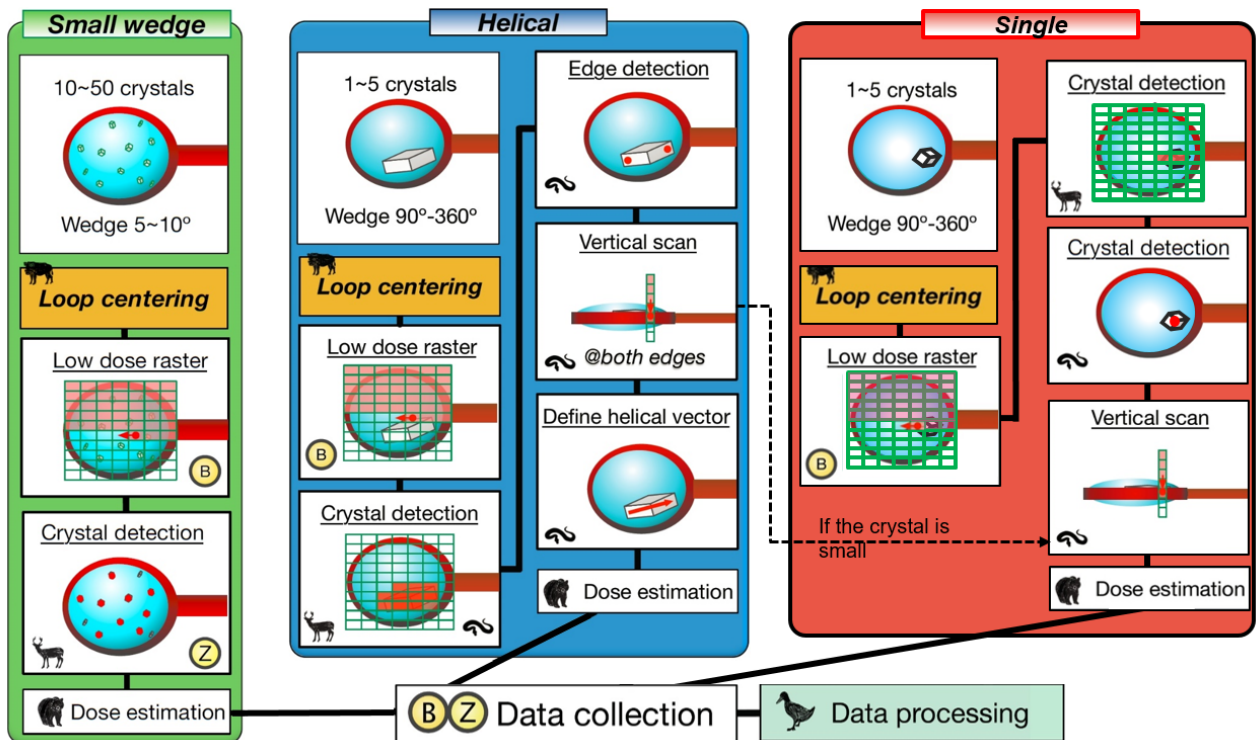 Small wedge
10~50 crystals
Wedge 5~10º
Loop centering
Low dose raster
B
Crystal detection
Z
Dose estimation
Helical
1~5 crystals
Wedge 90º-360º
Loop centering
Low dose raster
B
Crystal detection
Edge detection
Vertical scan
@both edges
Define helical vector
Dose estimation
If the crystal is
small
Single
1~5 crystals
Wedge 90º-360º
Loop centering
Low dose raster
B
Crystal detection
Crystal detection
Vertical scan
Dose estimation
B Z Data collection
Data processing